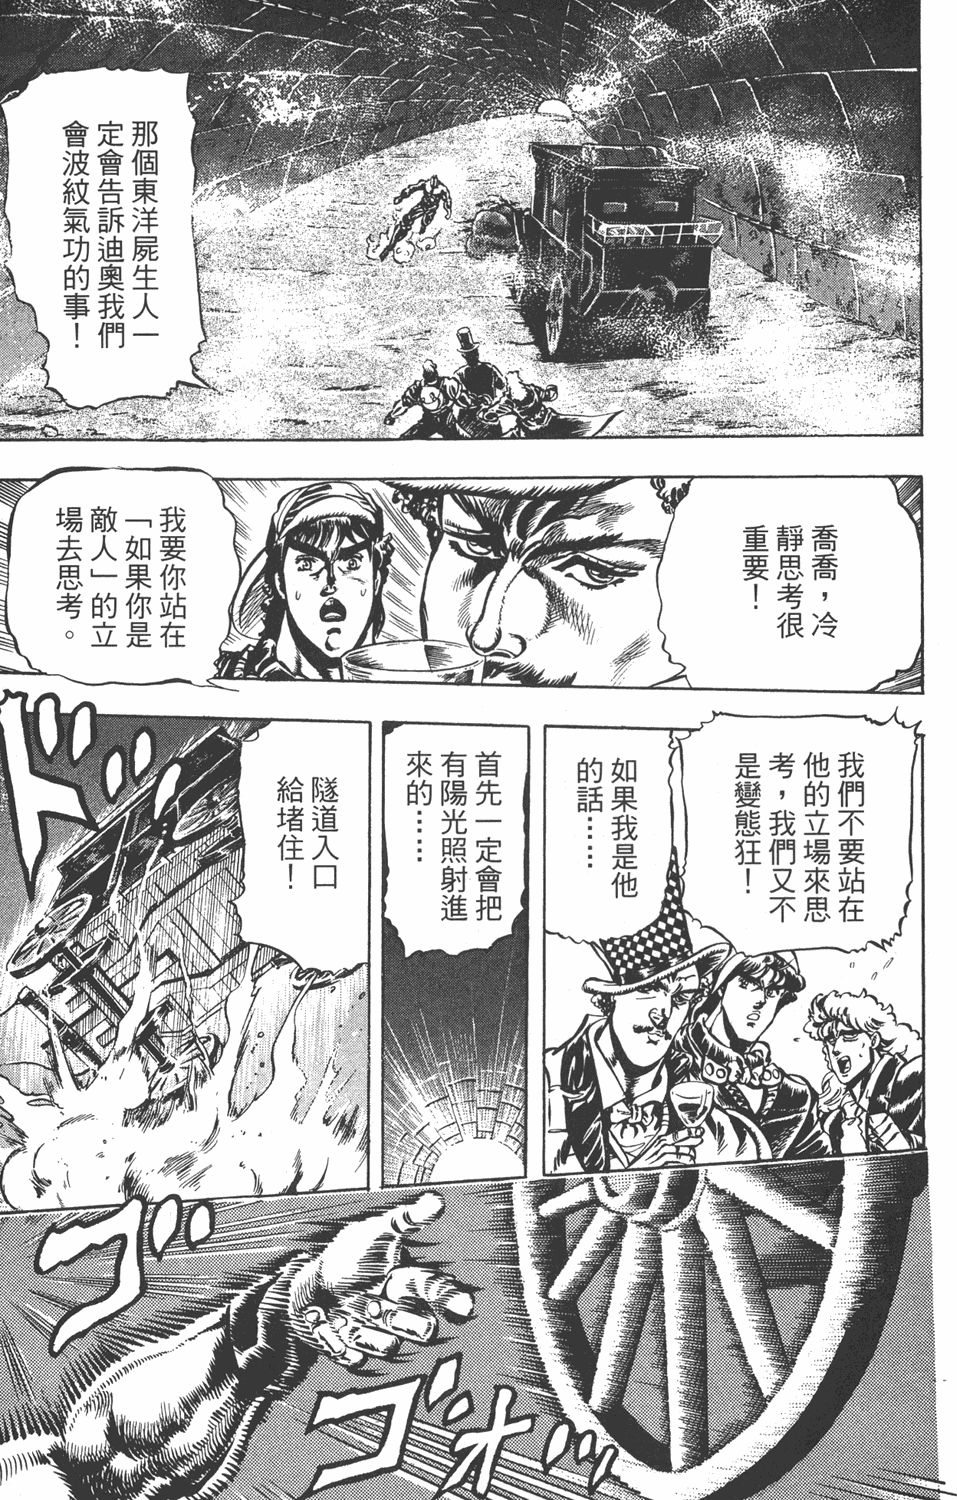 那個東洋屍生人一
定會告訴迪奧我們
會波紋氣功的事！
喬喬，冷
靜思考很
重要！
我要你站在
「如果你是
敵人」的立
場去思考。
我們不要站在
他的立場來思
考，我們又不
是變態狂！
如果我是他
的話……
首先一定會把
有陽光照射進
來的……
隧道入口
給堵住！
ドドド
ゴゴ
ゴオ